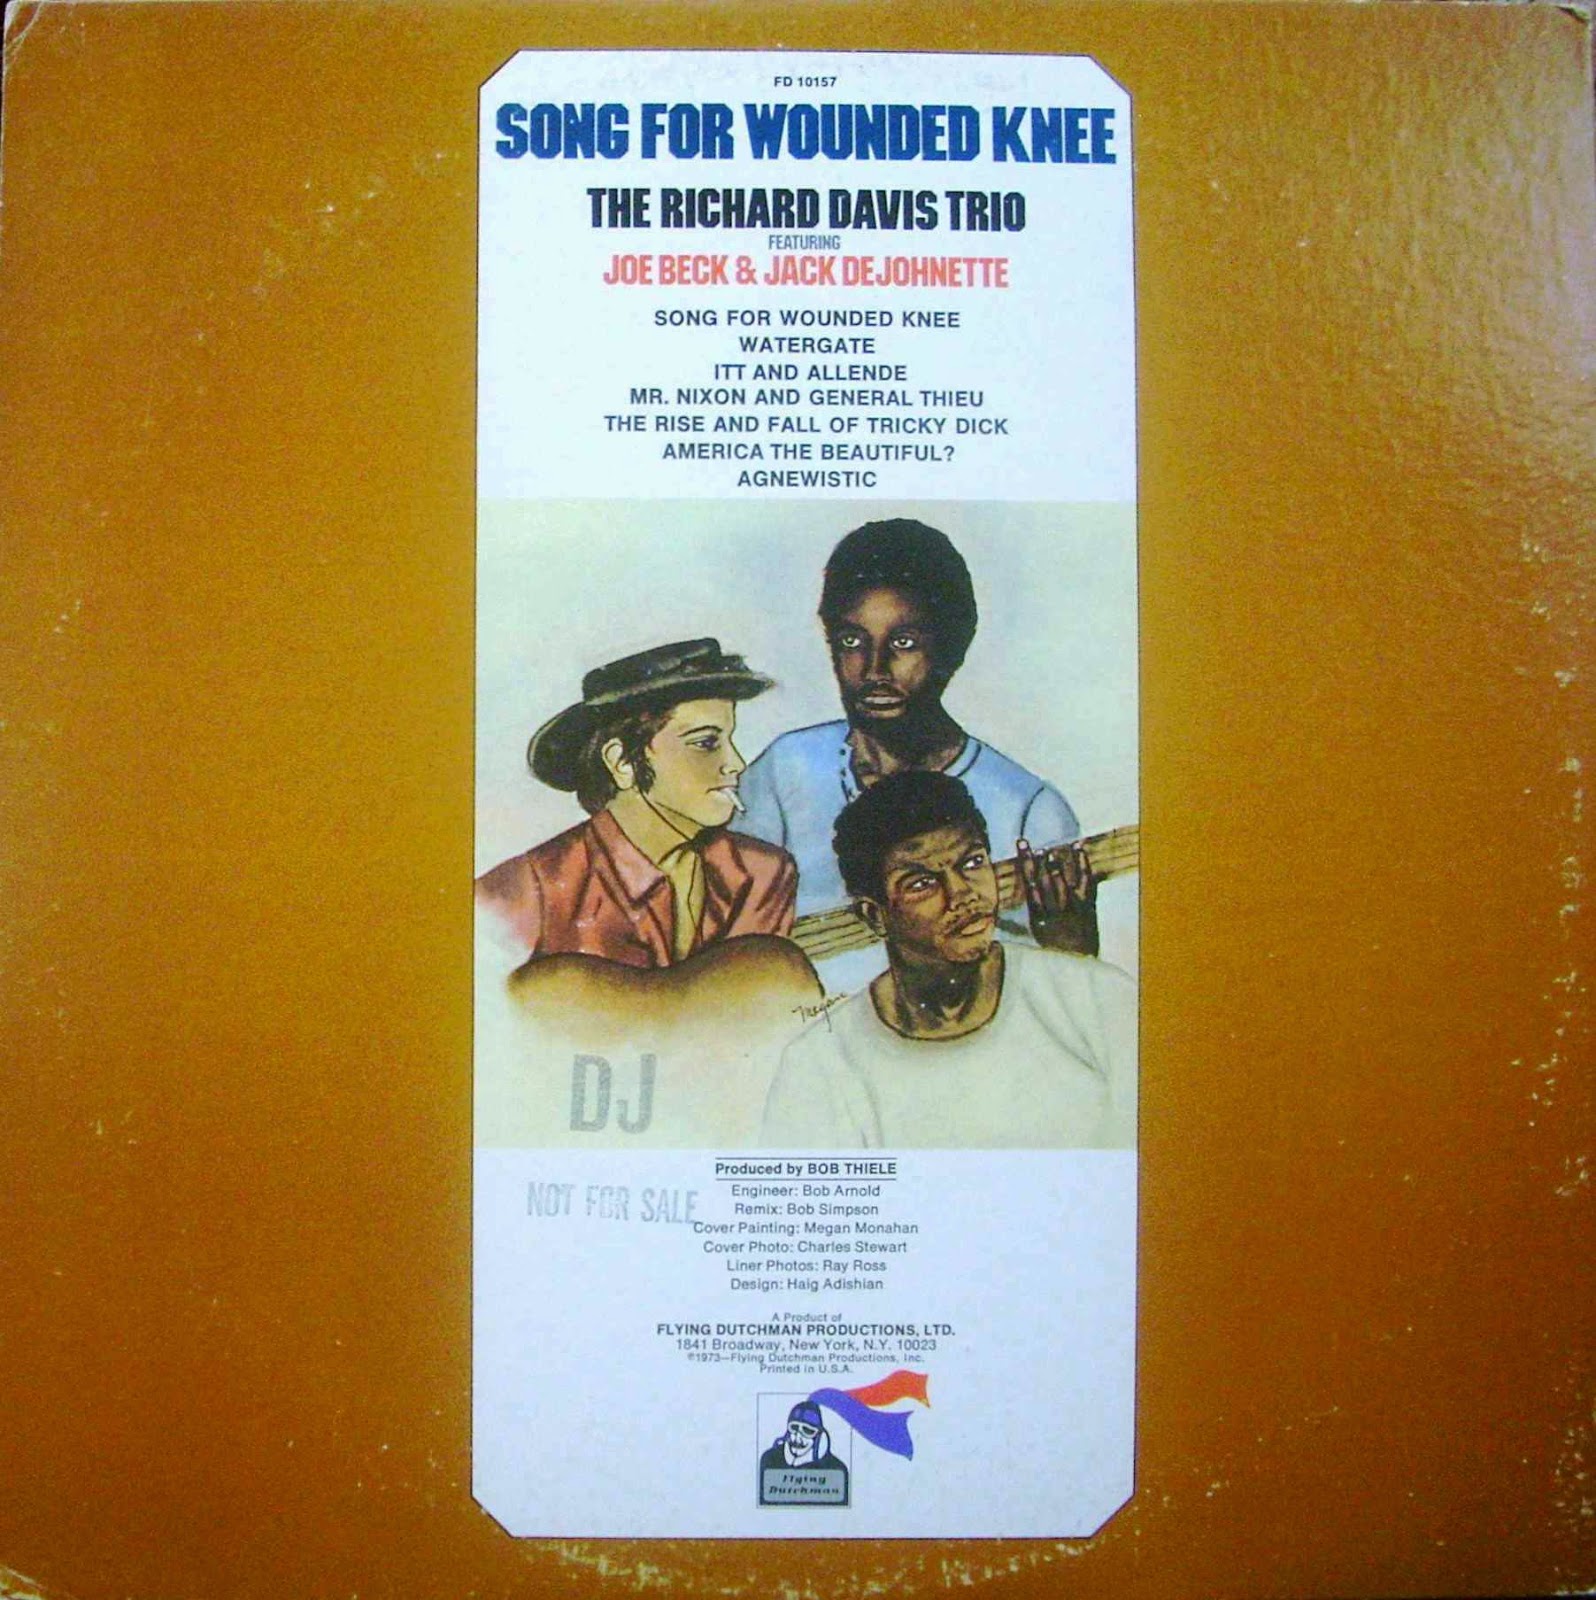 FD 10157
SONG FOR WOUNDED KNEE
THE RICHARD DAVIS TRIO
FEATURING
JOE BECK & JACK DEJOHNETTE
SONG FOR WOUNDED KNEE
WATERGATE
ITT AND ALLENDE
MR. NIXON AND GENERAL THIEU
THE RISE AND FALL OF TRICKY DICK
AMERICA THE BEAUTIFUL?
AGNEWISTIC
Megan
DJ
NOT FOR SALE
Produced by BOB THIELE
Engineer: Bob Arnold
Remix: Bob Simpson
Cover Painting: Megan Monahan
Cover Photo: Charles Stewart
Liner Photos: Ray Ross
Design: Haig Adishian
A Product of
FLYING DUTCHMAN PRODUCTIONS, LTD.
1841 Broadway, New York, N.Y. 10023
©1973—Flying Dutchman Productions, Inc.
Printed in U.S.A.
Flying
Dutchman